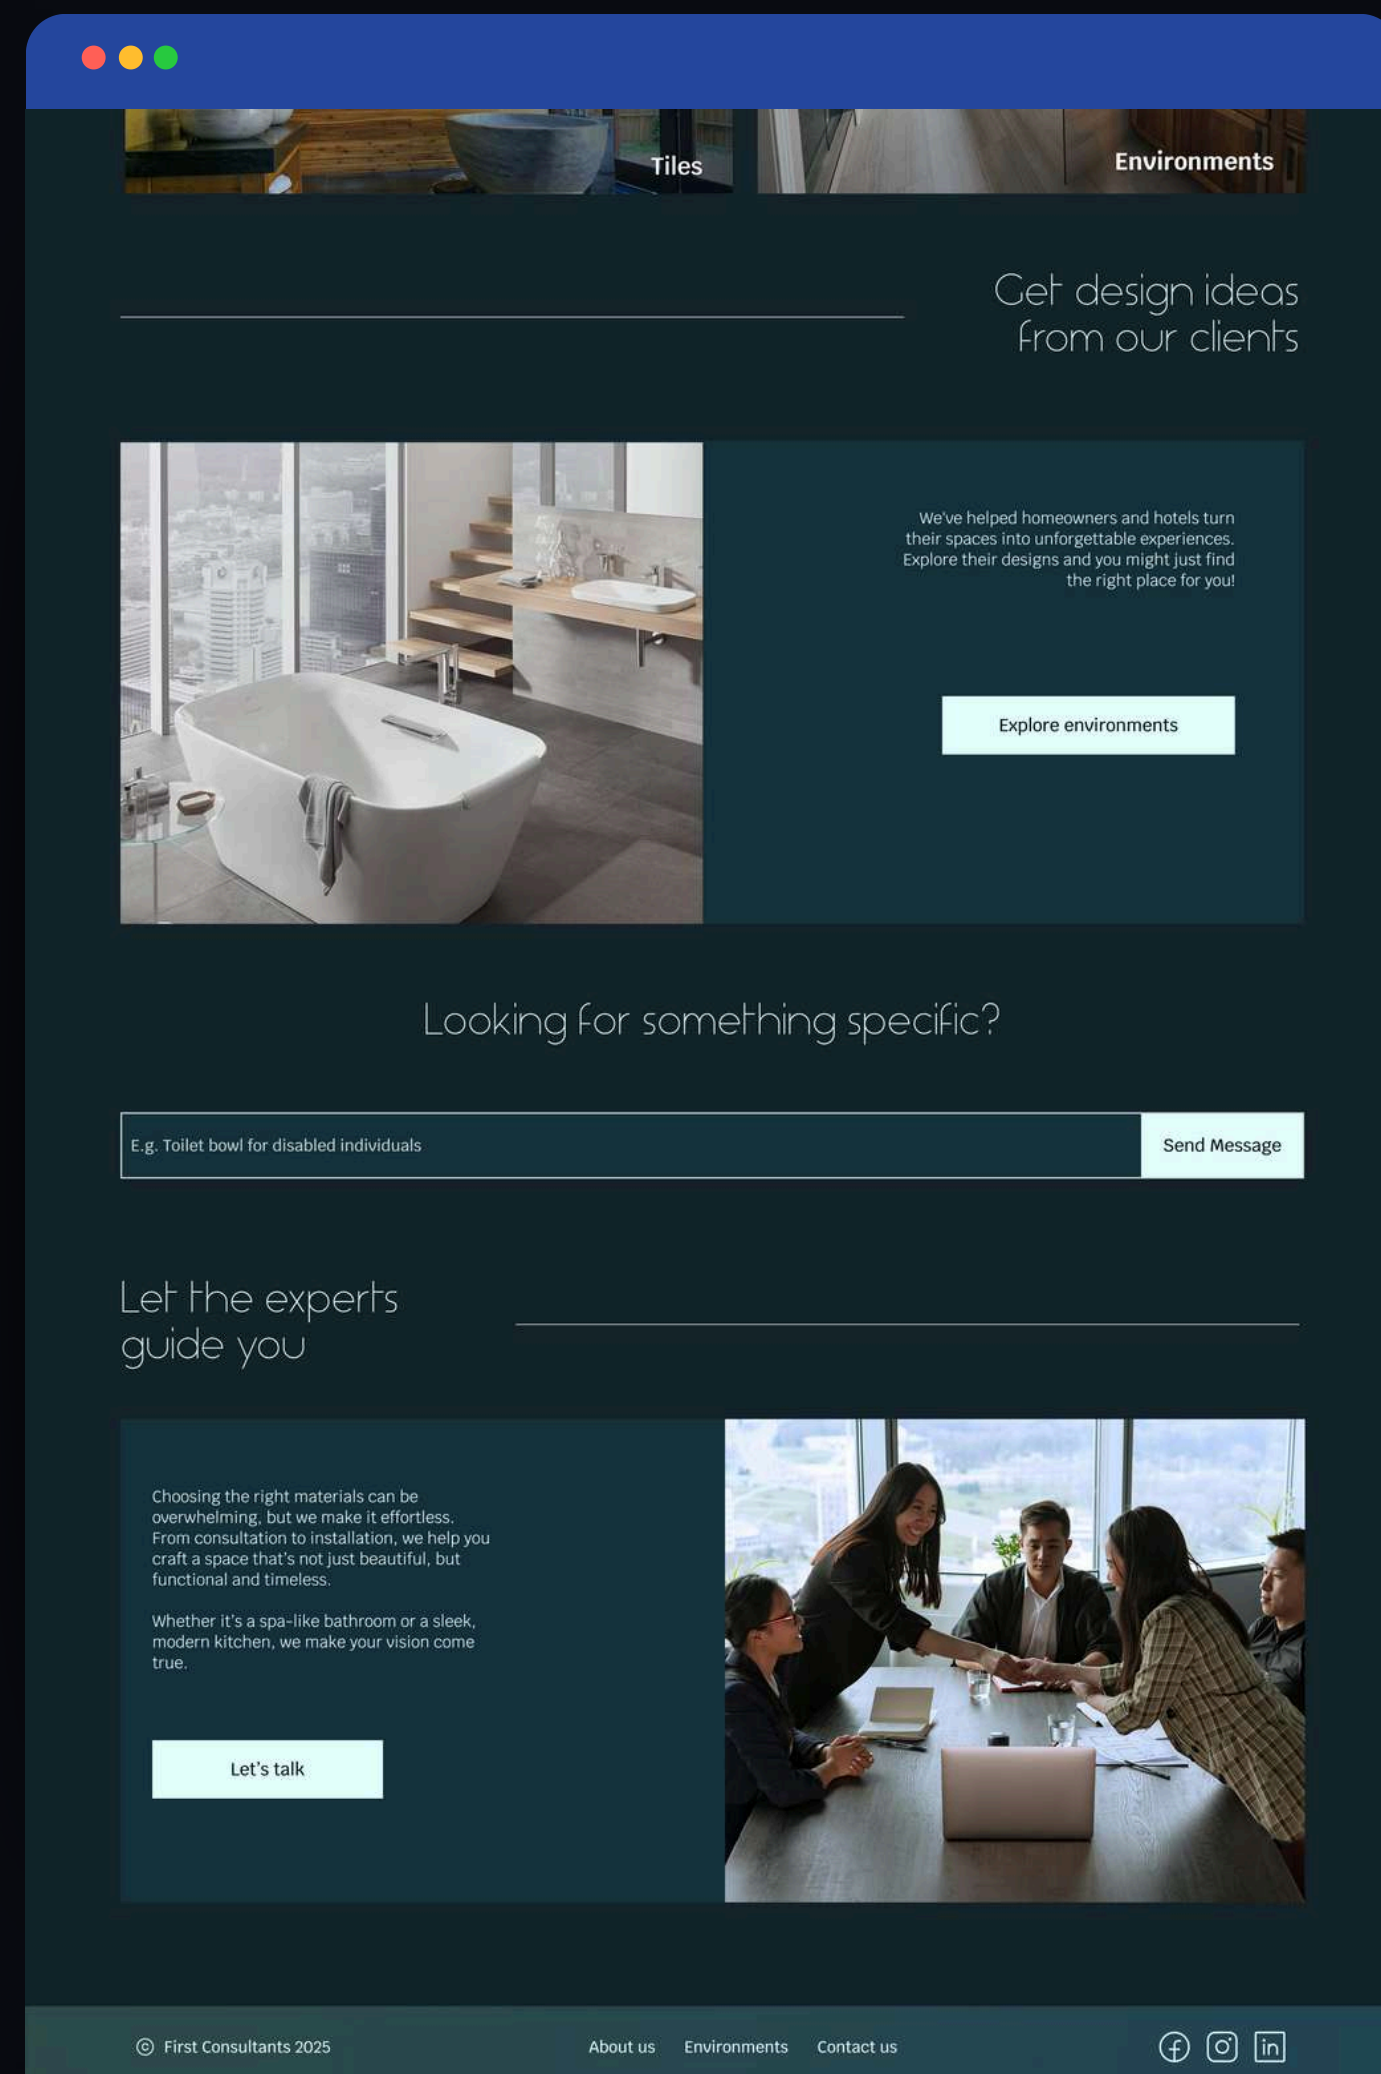 Tiles
Environments
Get design ideas
from our clients
We've helped homeowners and hotels turn
their spaces into unforgettable experiences.
Explore their designs and you might just find
the right place for you!
Explore environments
Looking for something specific?
E.g. Toilet bowl for disabled individuals
Send Message
Let the experts
guide you
Choosing the right materials can be
overwhelming, but we make it effortless.
From consultation to installation, we help you
craft a space that's not just beautiful, but
functional and timeless.
Whether it's a spa-like bathroom or a sleek,
modern kitchen, we make your vision come
true.
Let's talk
© First Consultants 2025
About us Environments Contact us
in